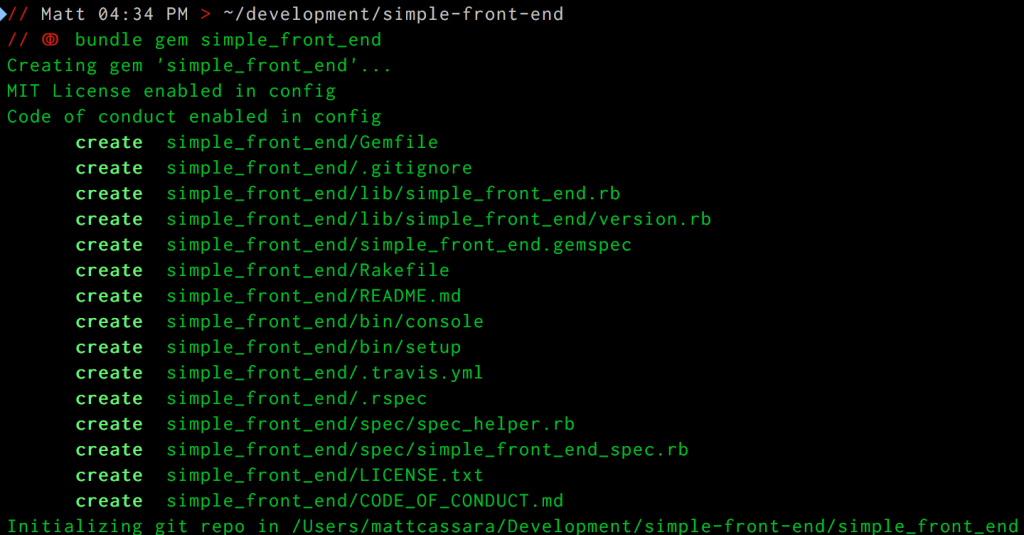 // Matt 04:34 PM > ~/development/simple-front-end
// bundle gem simple_front_end
Creating gem 'simple_front_end'...
MIT License enabled in config
Code of conduct enabled in config
create simple_front_end/Gemfile
create simple_front_end/.gitignore
create simple_front_end/lib/simple_front_end.rb
create simple_front_end/lib/simple_front_end/version.rb
create simple_front_end/simple_front_end.gemspec
create simple_front_end/Rakefile
create simple_front_end/README.md
create simple_front_end/bin/console
create simple_front_end/bin/setup
create simple_front_end/.travis.yml
create simple_front_end/.rspec
create simple_front_end/spec/spec_helper.rb
create simple_front_end/spec/simple_front_end_spec.rb
create simple_front_end/LICENSE.txt
create simple_front_end/CODE_OF_CONDUCT.md
Initializing git repo in /Users/mattcassara/Development/simple-front-end/simple_front_end